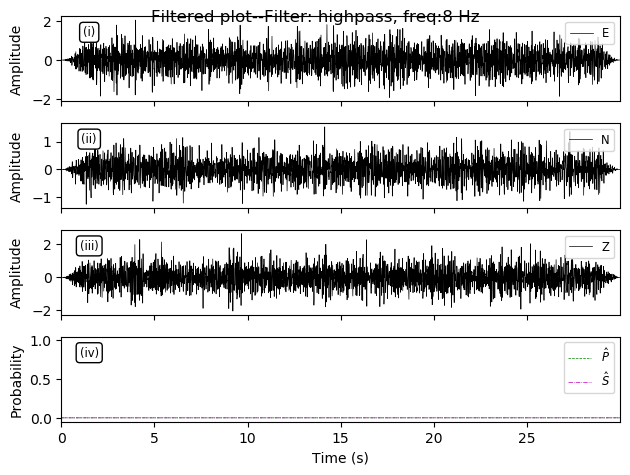 Filtered plot--Filter: highpass, freq:8 Hz
Amplitude
2
0
−2
(i)
E
Amplitude
1
0
−1
(ii)
N
Amplitude
2
0
−2
(iii)
Z
Probability
1.0
0.5
0.0
(iv)
P̂
Ŝ
0 5 10 15 20 25
Time (s)